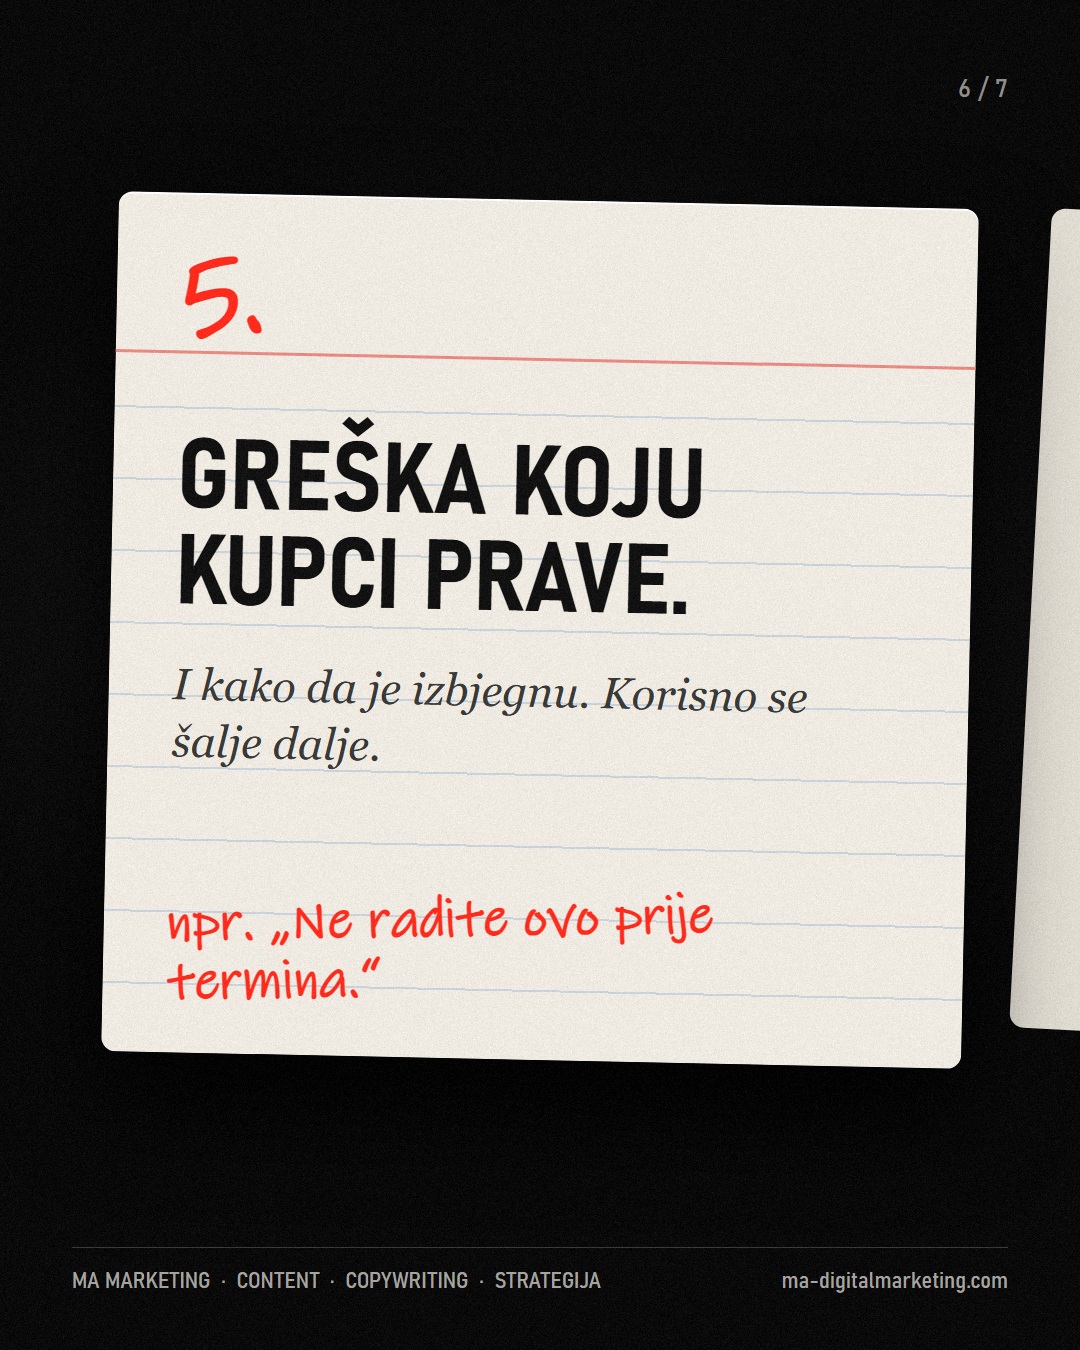 6 / 7
5.
GREŠKA KOJU
KUPCI PRAVE.
I kako da je izbjegnu. Korisno se
šalje dalje.
npr. „Ne radite ovo prije
termina.“
MA MARKETING · CONTENT · COPYWRITING · STRATEGIJA
ma-digitalmarketing.com